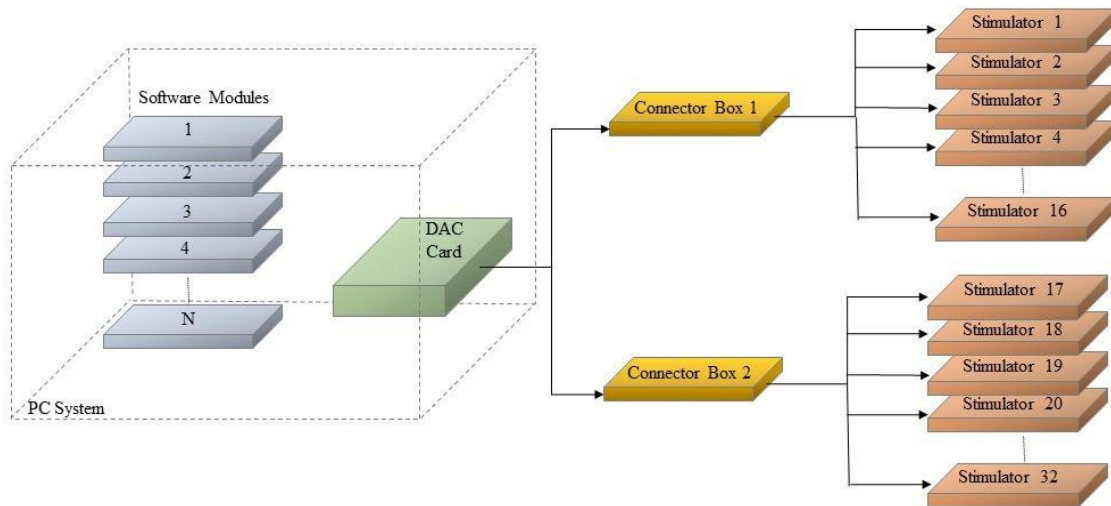 Software Modules
1
2
3
4
N
PC System
DAC
Card
Connector Box 1
Connector Box 2
Stimulator 1
Stimulator 2
Stimulator 3
Stimulator 4
Stimulator 16
Stimulator 17
Stimulator 18
Stimulator 19
Stimulator 20
Stimulator 32